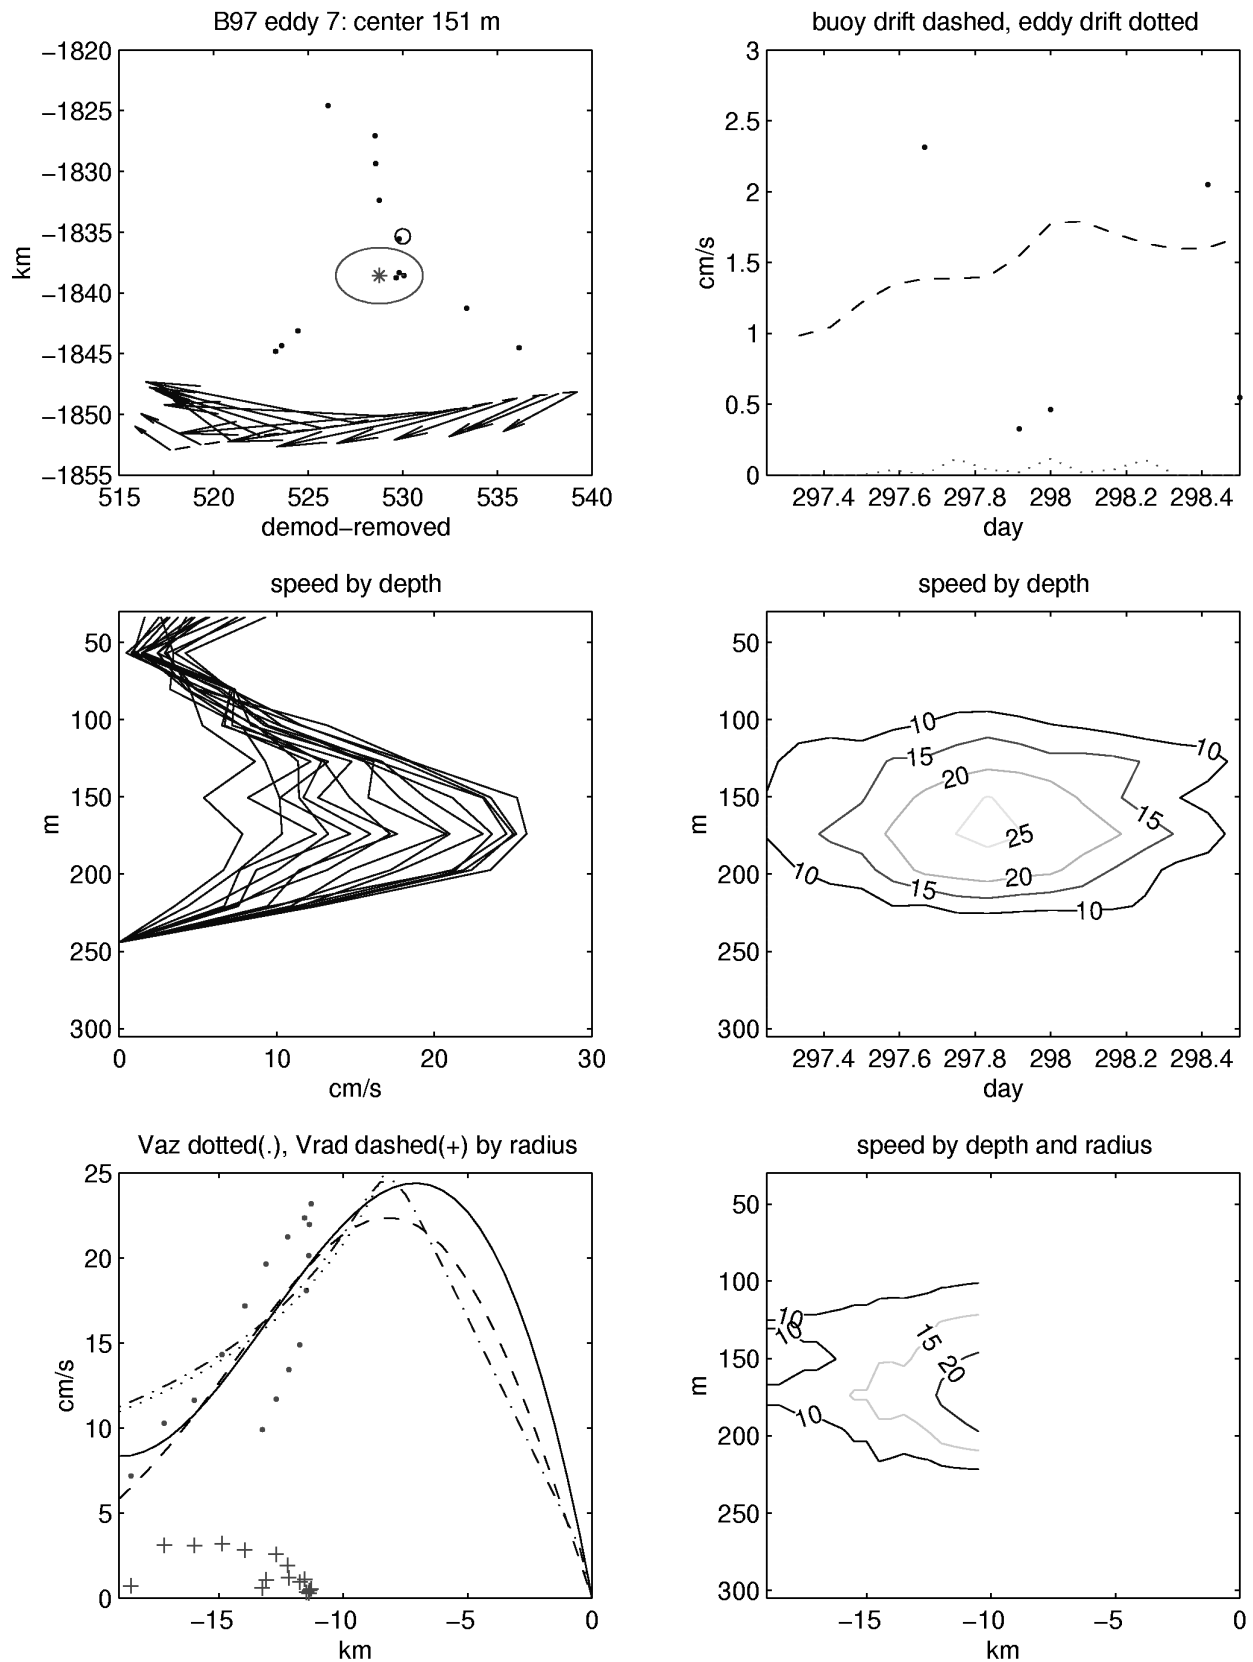 B97 eddy 7: center 151 m
−1820
−1825
−1830
−1835
−1840
−1845
−1850
−1855
km
515 520 525 530 535 540
demod−removed
buoy drift dashed, eddy drift dotted
3
2.5
2
1.5
1
0.5
0
cm/s
297.4 297.6 297.8 298 298.2 298.4
day
speed by depth
50
100
150
200
250
300
m
0 10 20 30
cm/s
speed by depth
50
100
150
200
250
300
m
10 10
15
20
15
25
10
15 20
10
297.4 297.6 297.8 298 298.2 298.4
day
Vaz dotted(.), Vrad dashed(+) by radius
25
20
15
10
5
0
cm/s
−15 −10 −5 0
km
speed by depth and radius
50
100
150
200
250
300
m
10
10
15
20
10
−15 −10 −5 0
km